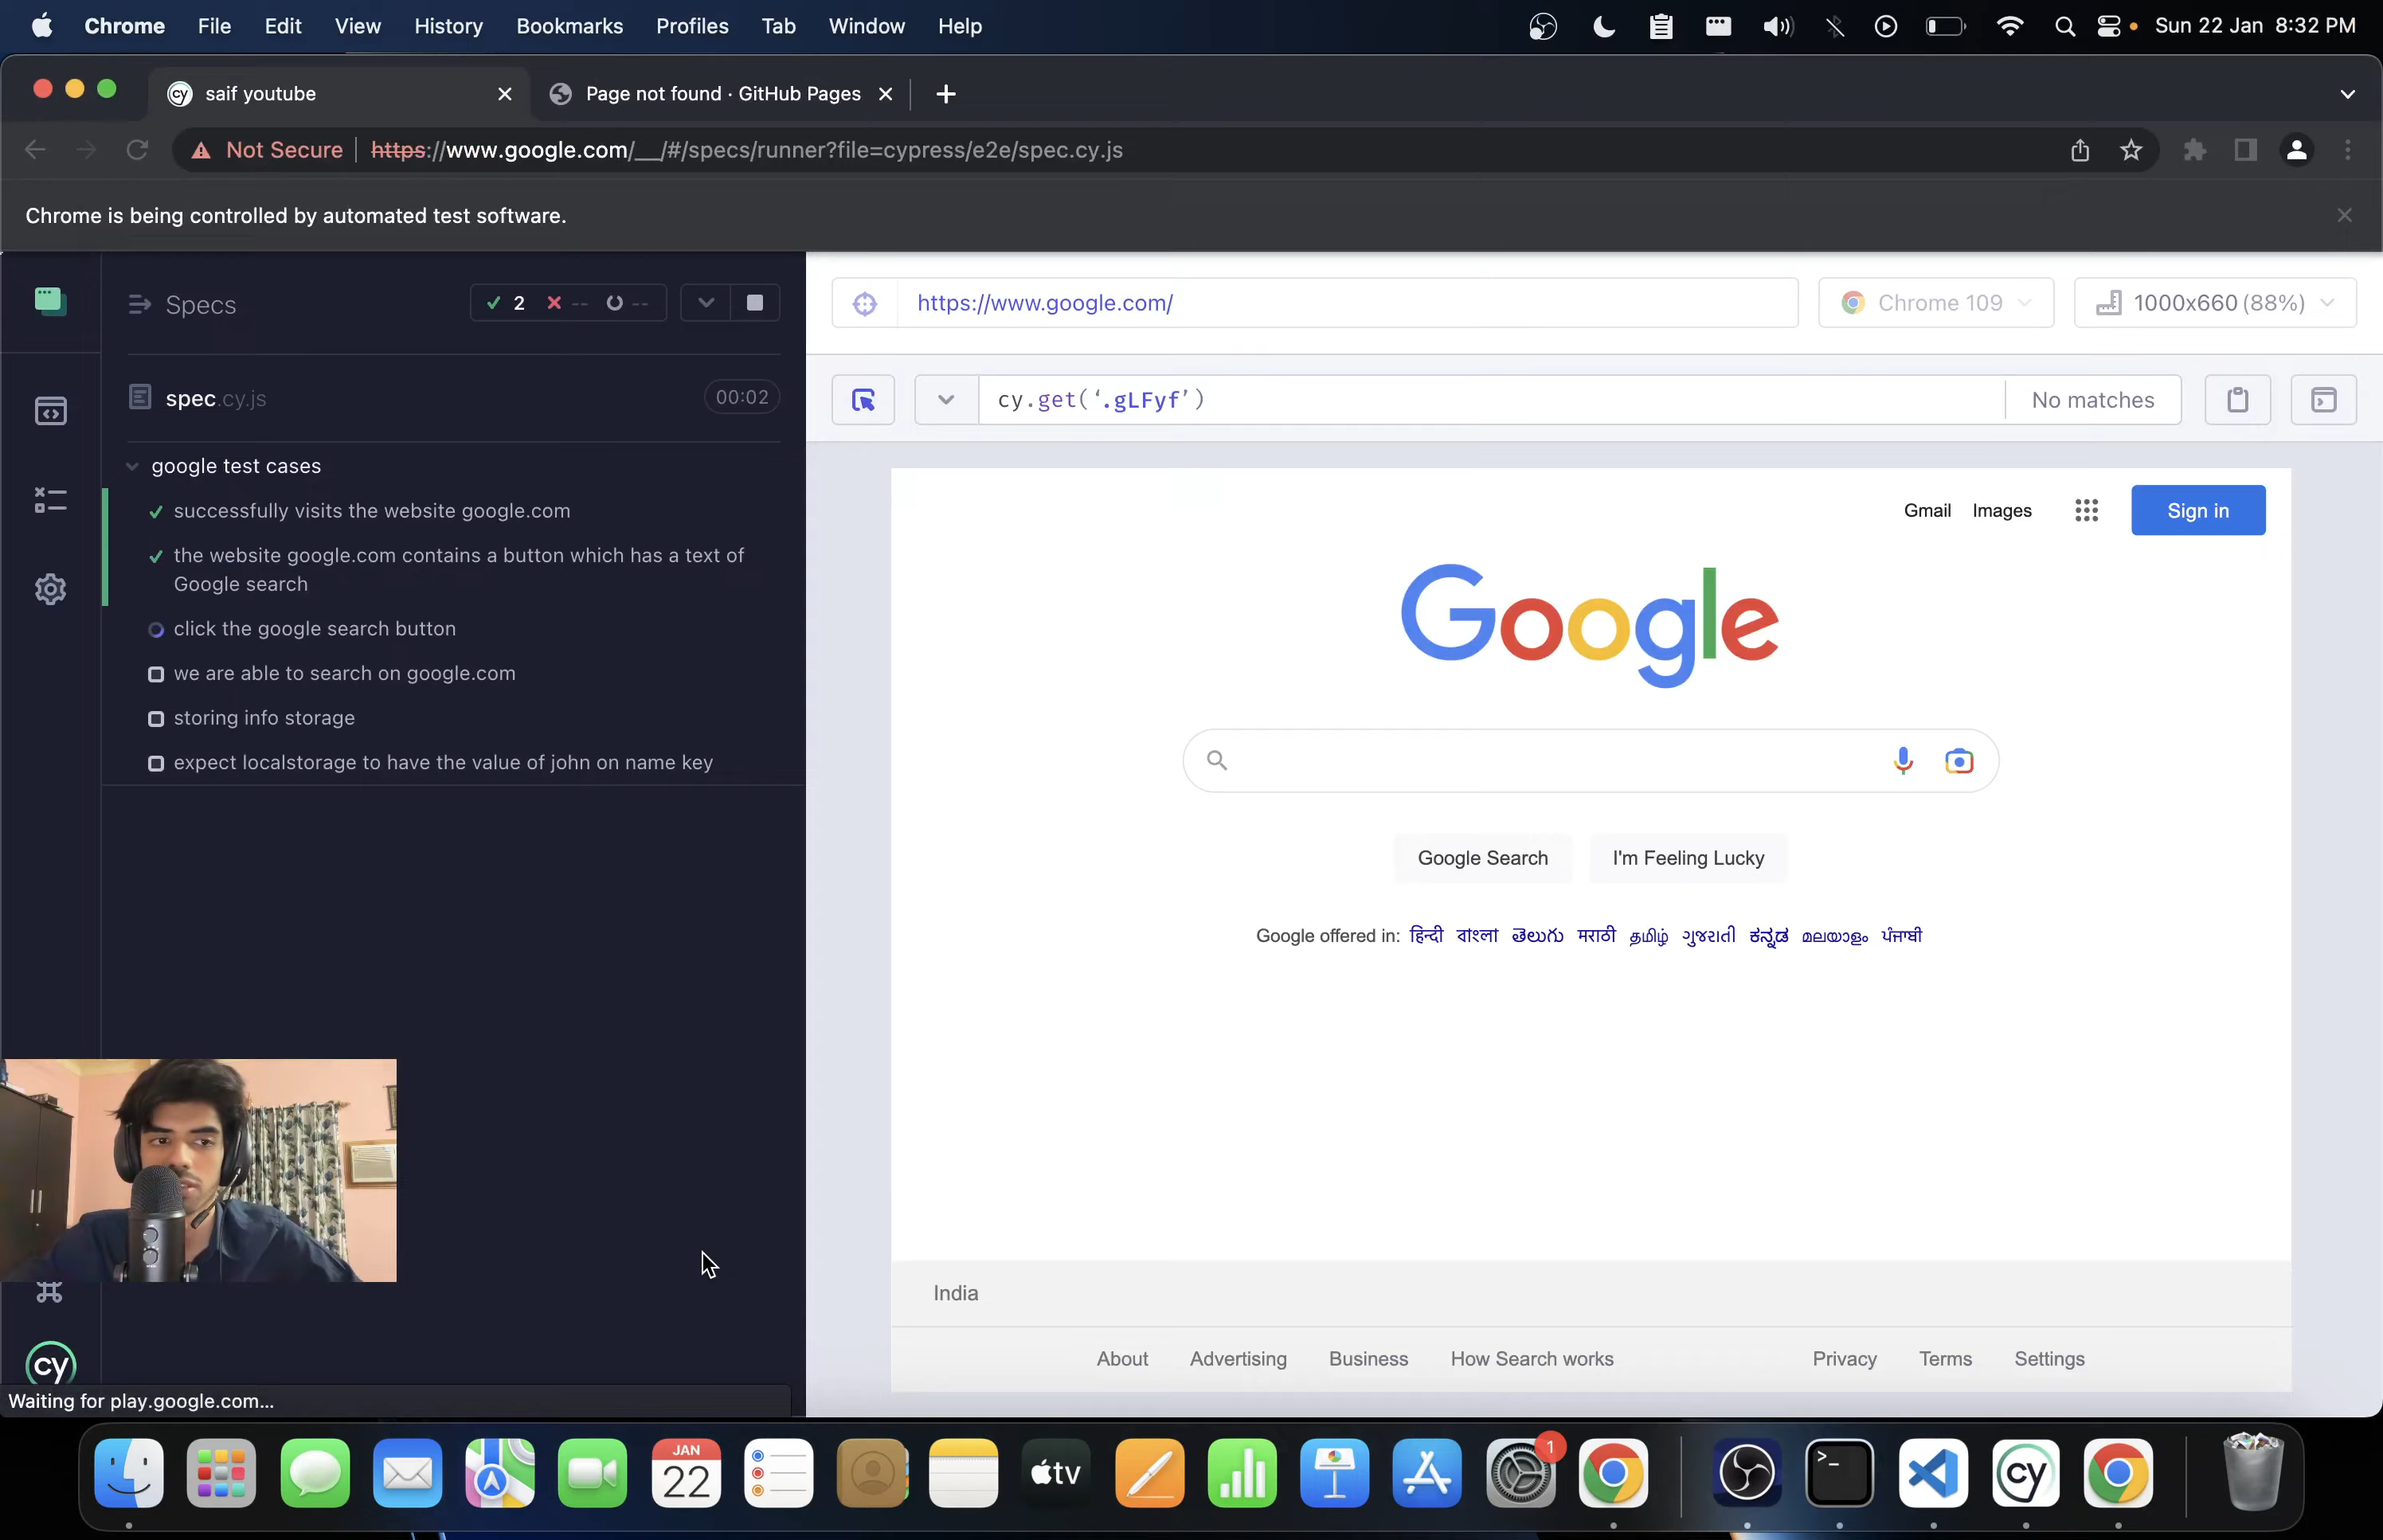 Chrome File Edit View History Bookmarks Profiles Tab Window Help Sun 22 Jan 8:32 PM
cy saif youtube Page not found · GitHub Pages
Not Secure https://www.google.com/__/#/specs/runner?file=cypress/e2e/spec.cy.js
Chrome is being controlled by automated test software.
Specs 2 -- --
https://www.google.com/ Chrome 109 1000x660 (88%)
spec.cy.js 00:02
cy.get(‘.gLFyf’) No matches
google test cases
successfully visits the website google.com
the website google.com contains a button which has a text of
Google search
click the google search button
we are able to search on google.com
storing info storage
expect localstorage to have the value of john on name key
Gmail Images Sign in
Google
Google Search I'm Feeling Lucky
Google offered in: हिन्दी বাংলা తెలుగు मराठी தமிழ் ગુજરાતી ಕನ್ನಡ മലയാളം ਪੰਜਾਬੀ
India
About Advertising Business How Search works Privacy Terms Settings
cy
Waiting for play.google.com...
JAN
22
tv
1
>_
cy